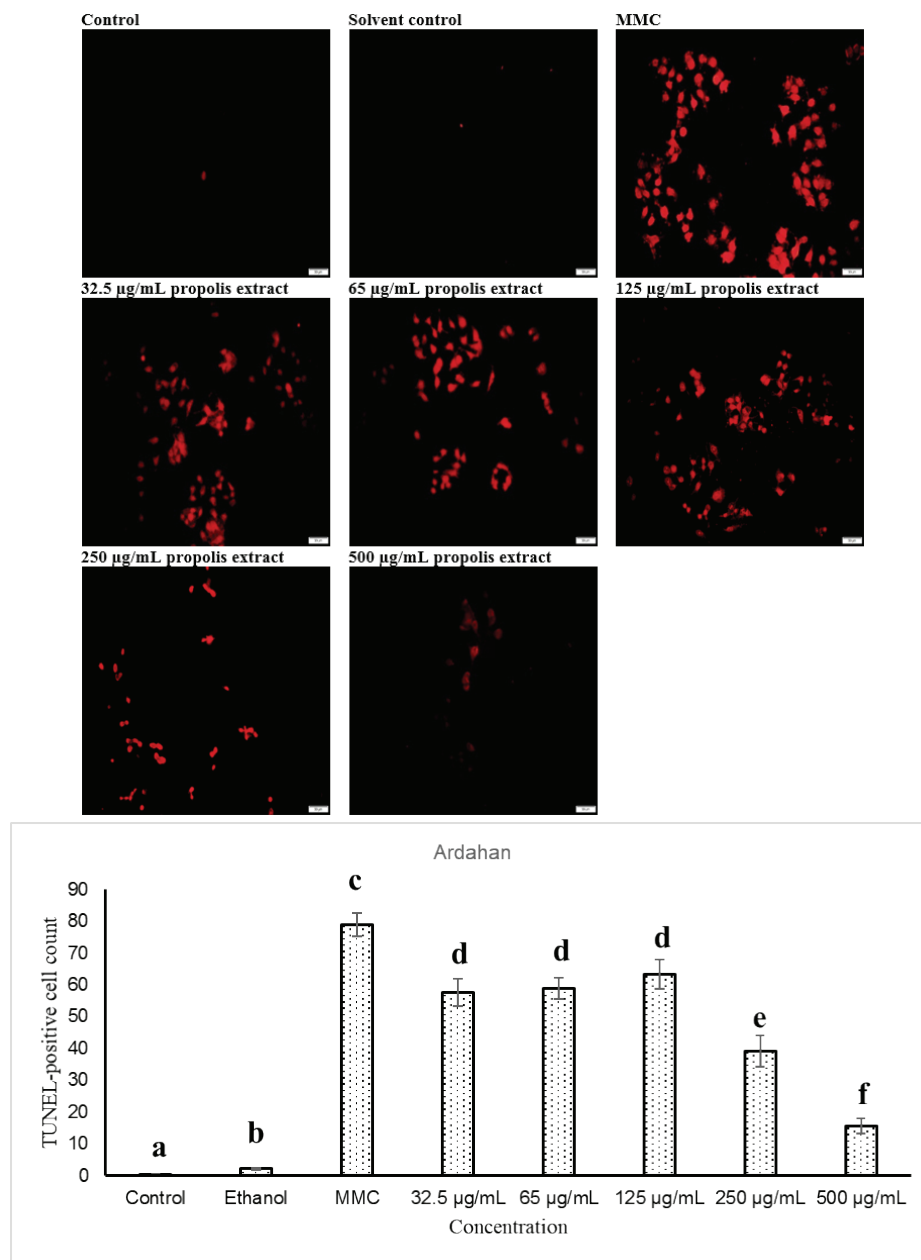 Control Solvent control MMC
32.5 µg/mL propolis extract 65 µg/mL propolis extract 125 µg/mL propolis extract
250 µg/mL propolis extract 500 µg/mL propolis extract
Ardahan
TUNEL-positive cell count
90
80
70
60
50
40
30
20
10
0
a b c d d d e f
Control Ethanol MMC 32.5 µg/mL 65 µg/mL 125 µg/mL 250 µg/mL 500 µg/mL
Concentration